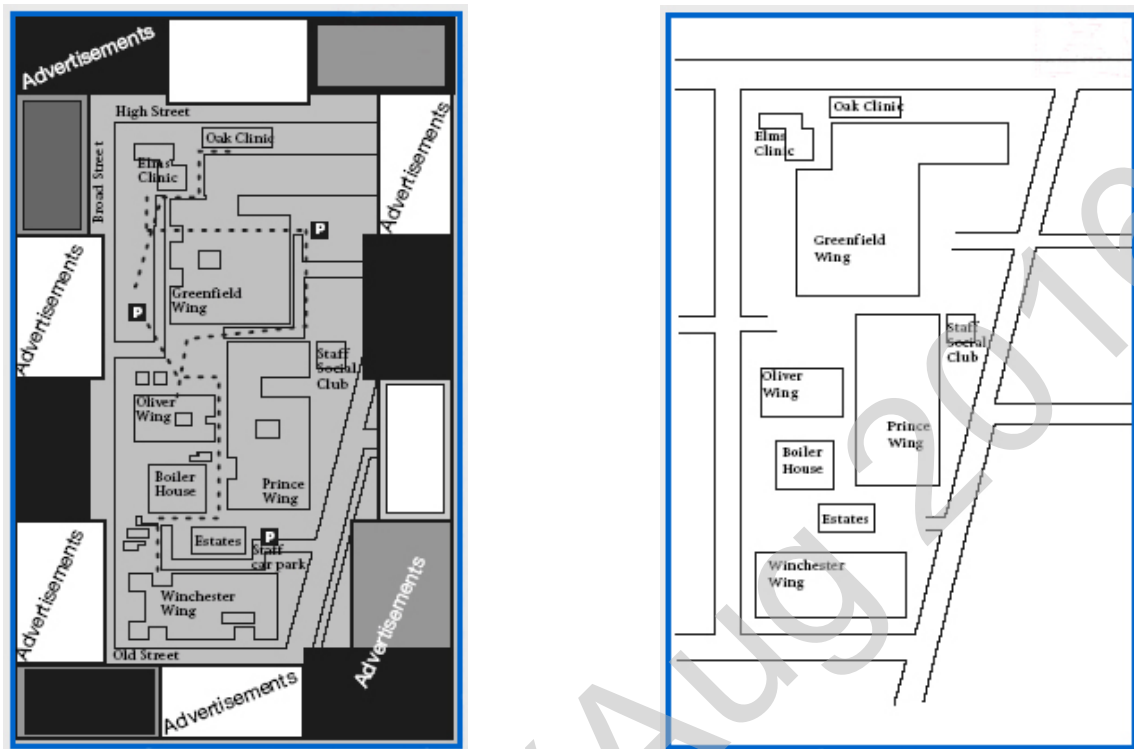 Advertisements
High Street
Oak Clinic
Elms
Clinic
Broad Street
Advertisements
P
Greenfield
Wing
Advertisements
P
Staff
Social
Club
Oliver
Wing
Boiler
House
Prince
Wing
Estates
P
Staff
car park
Advertisements
Winchester
Wing
Advertisements
Old Street
Advertisements
Oak Clinic
Elms
Clinic
Greenfield
Wing
Staff
Social
Club
Oliver
Wing
Prince
Wing
Boiler
House
Estates
Winchester
Wing
Aug 2016